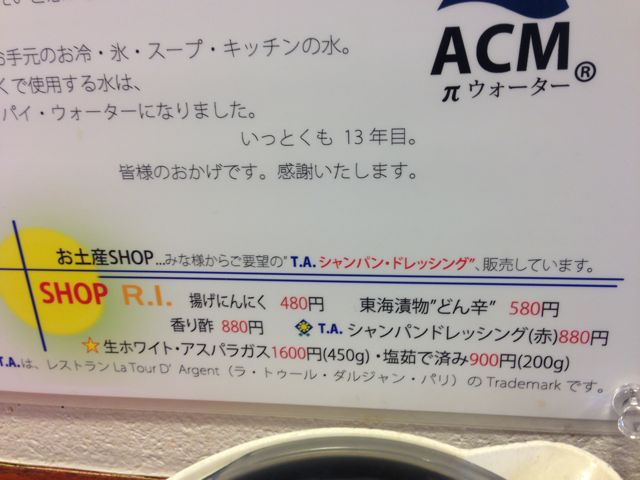 お手元のお冷・氷・スープ・キッチンの水。
くで使用する水は、
パイ・ウォーターになりました。
いっとくも 13年目。
皆様のおかげです。感謝いたします。
ACM®
π ウォーター
お土産SHOP...みな様からご要望の"T.A.シャンパン・ドレッシング"、販売しています。
SHOP R.I. 揚げにんにく 480円 東海漬物"どん辛" 580円
香り酢 880円 T.A. シャンパンドレッシング(赤)880円
☆生ホワイト・アスパラガス1600円(450g)・塩茹で済み900円(200g)
T.A.は、レストラン La Tour D' Argent（ラ・トゥール・ダルジャン・パリ）の Trademark です。